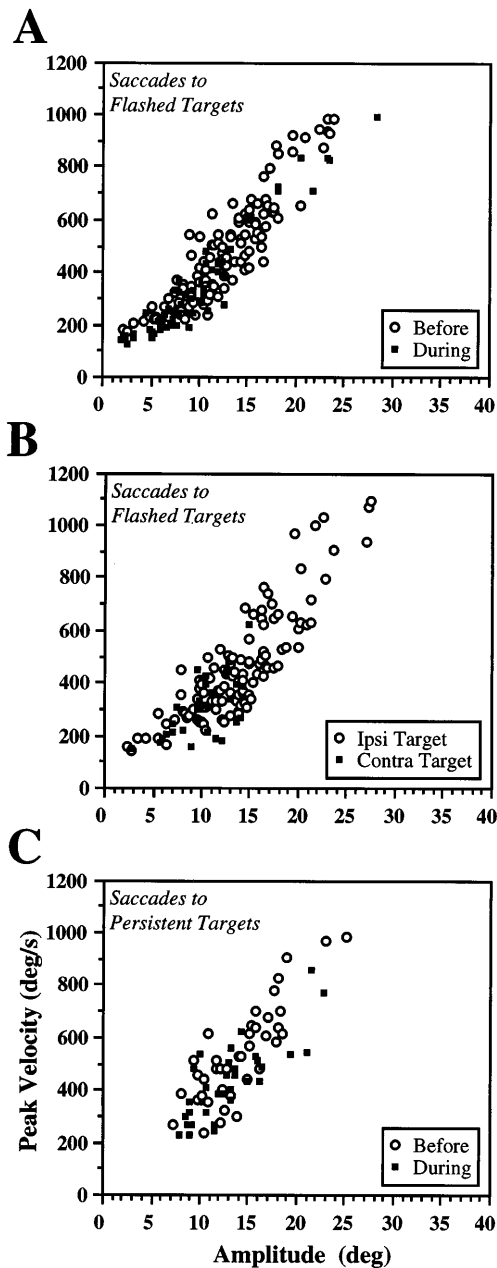 A
1200
Saccades to
Flashed Targets
1000
800
600
400
200
0
Before
During
0 5 10 15 20 25 30 35 40
B
1200
Saccades to
Flashed Targets
1000
800
600
400
200
0
Ipsi Target
Contra Target
0 5 10 15 20 25 30 35 40
C
1200
Saccades to
Persistent Targets
1000
800
600
400
200
0
Peak Velocity (deg/s)
Before
During
0 5 10 15 20 25 30 35 40
Amplitude (deg)